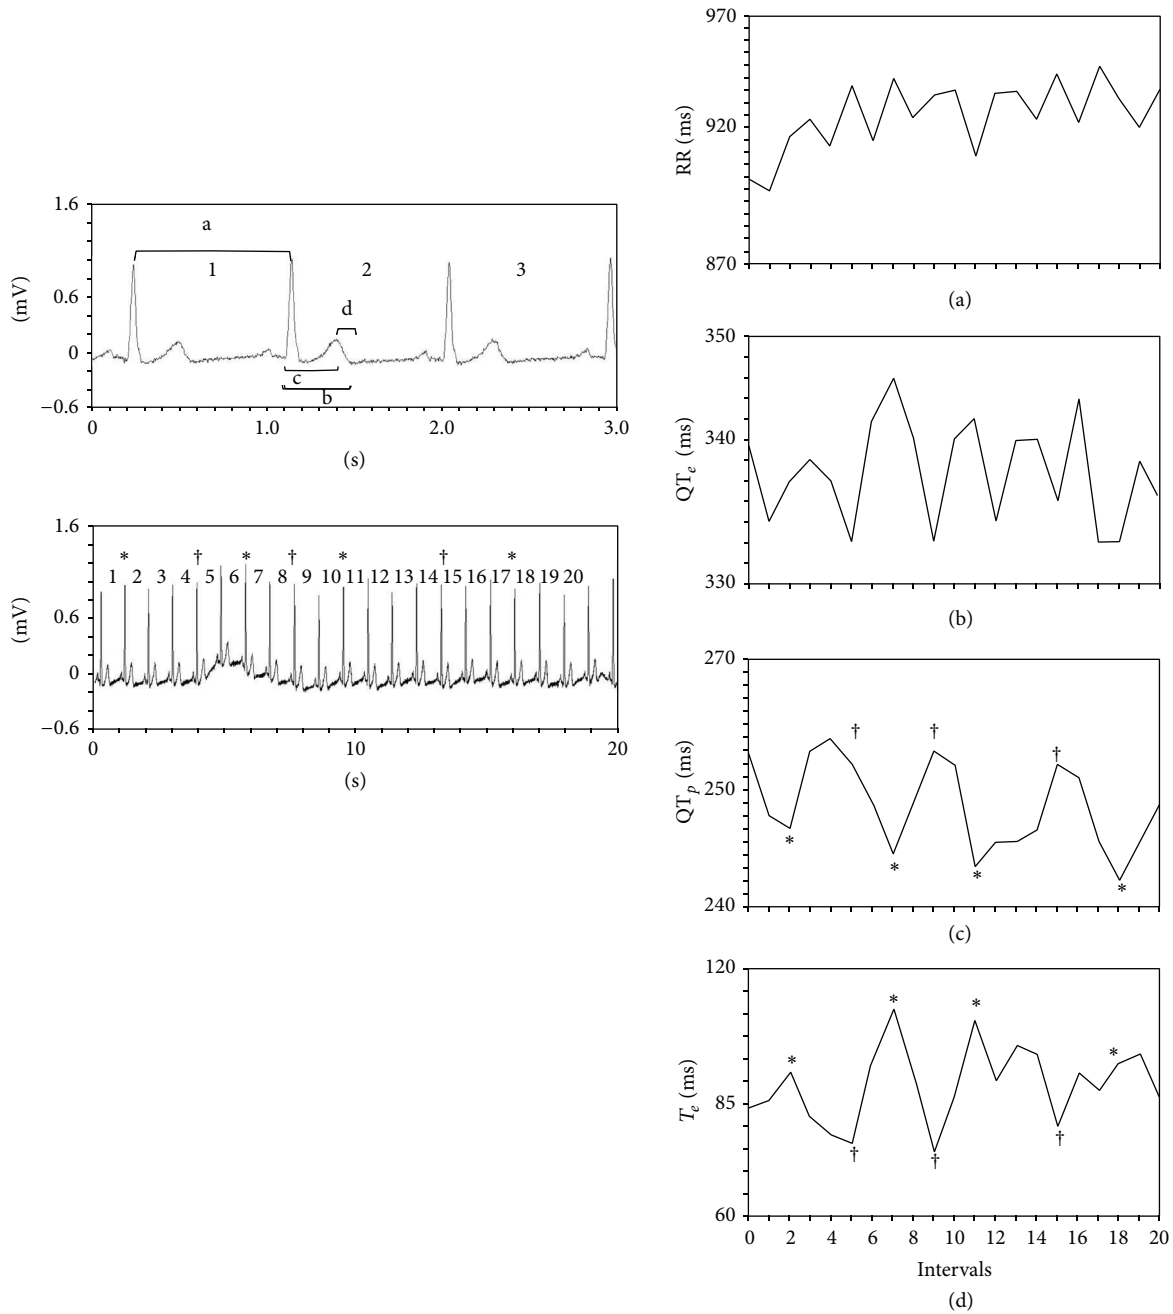 1.6
a
1
2
3
0.6
(mV)
d
0
c
b
−0.6
0
1.0
2.0
3.0
(s)
1.6
*
†
*
†
*
†
*
1 2 3 4 5 6 7 8 9 10 11 12 13 14 15 16 17 18 19 20
0.6
(mV)
0
−0.6
0
10
20
(s)
970
920
RR (ms)
870
(a)
350
340
QTe (ms)
330
(b)
270
† † †
250
QTp (ms)
* * * *
240
(c)
120
* * * *
85
Te (ms)
† † †
60
0 2 4 6 8 10 12 14 16 18 20
Intervals
(d)